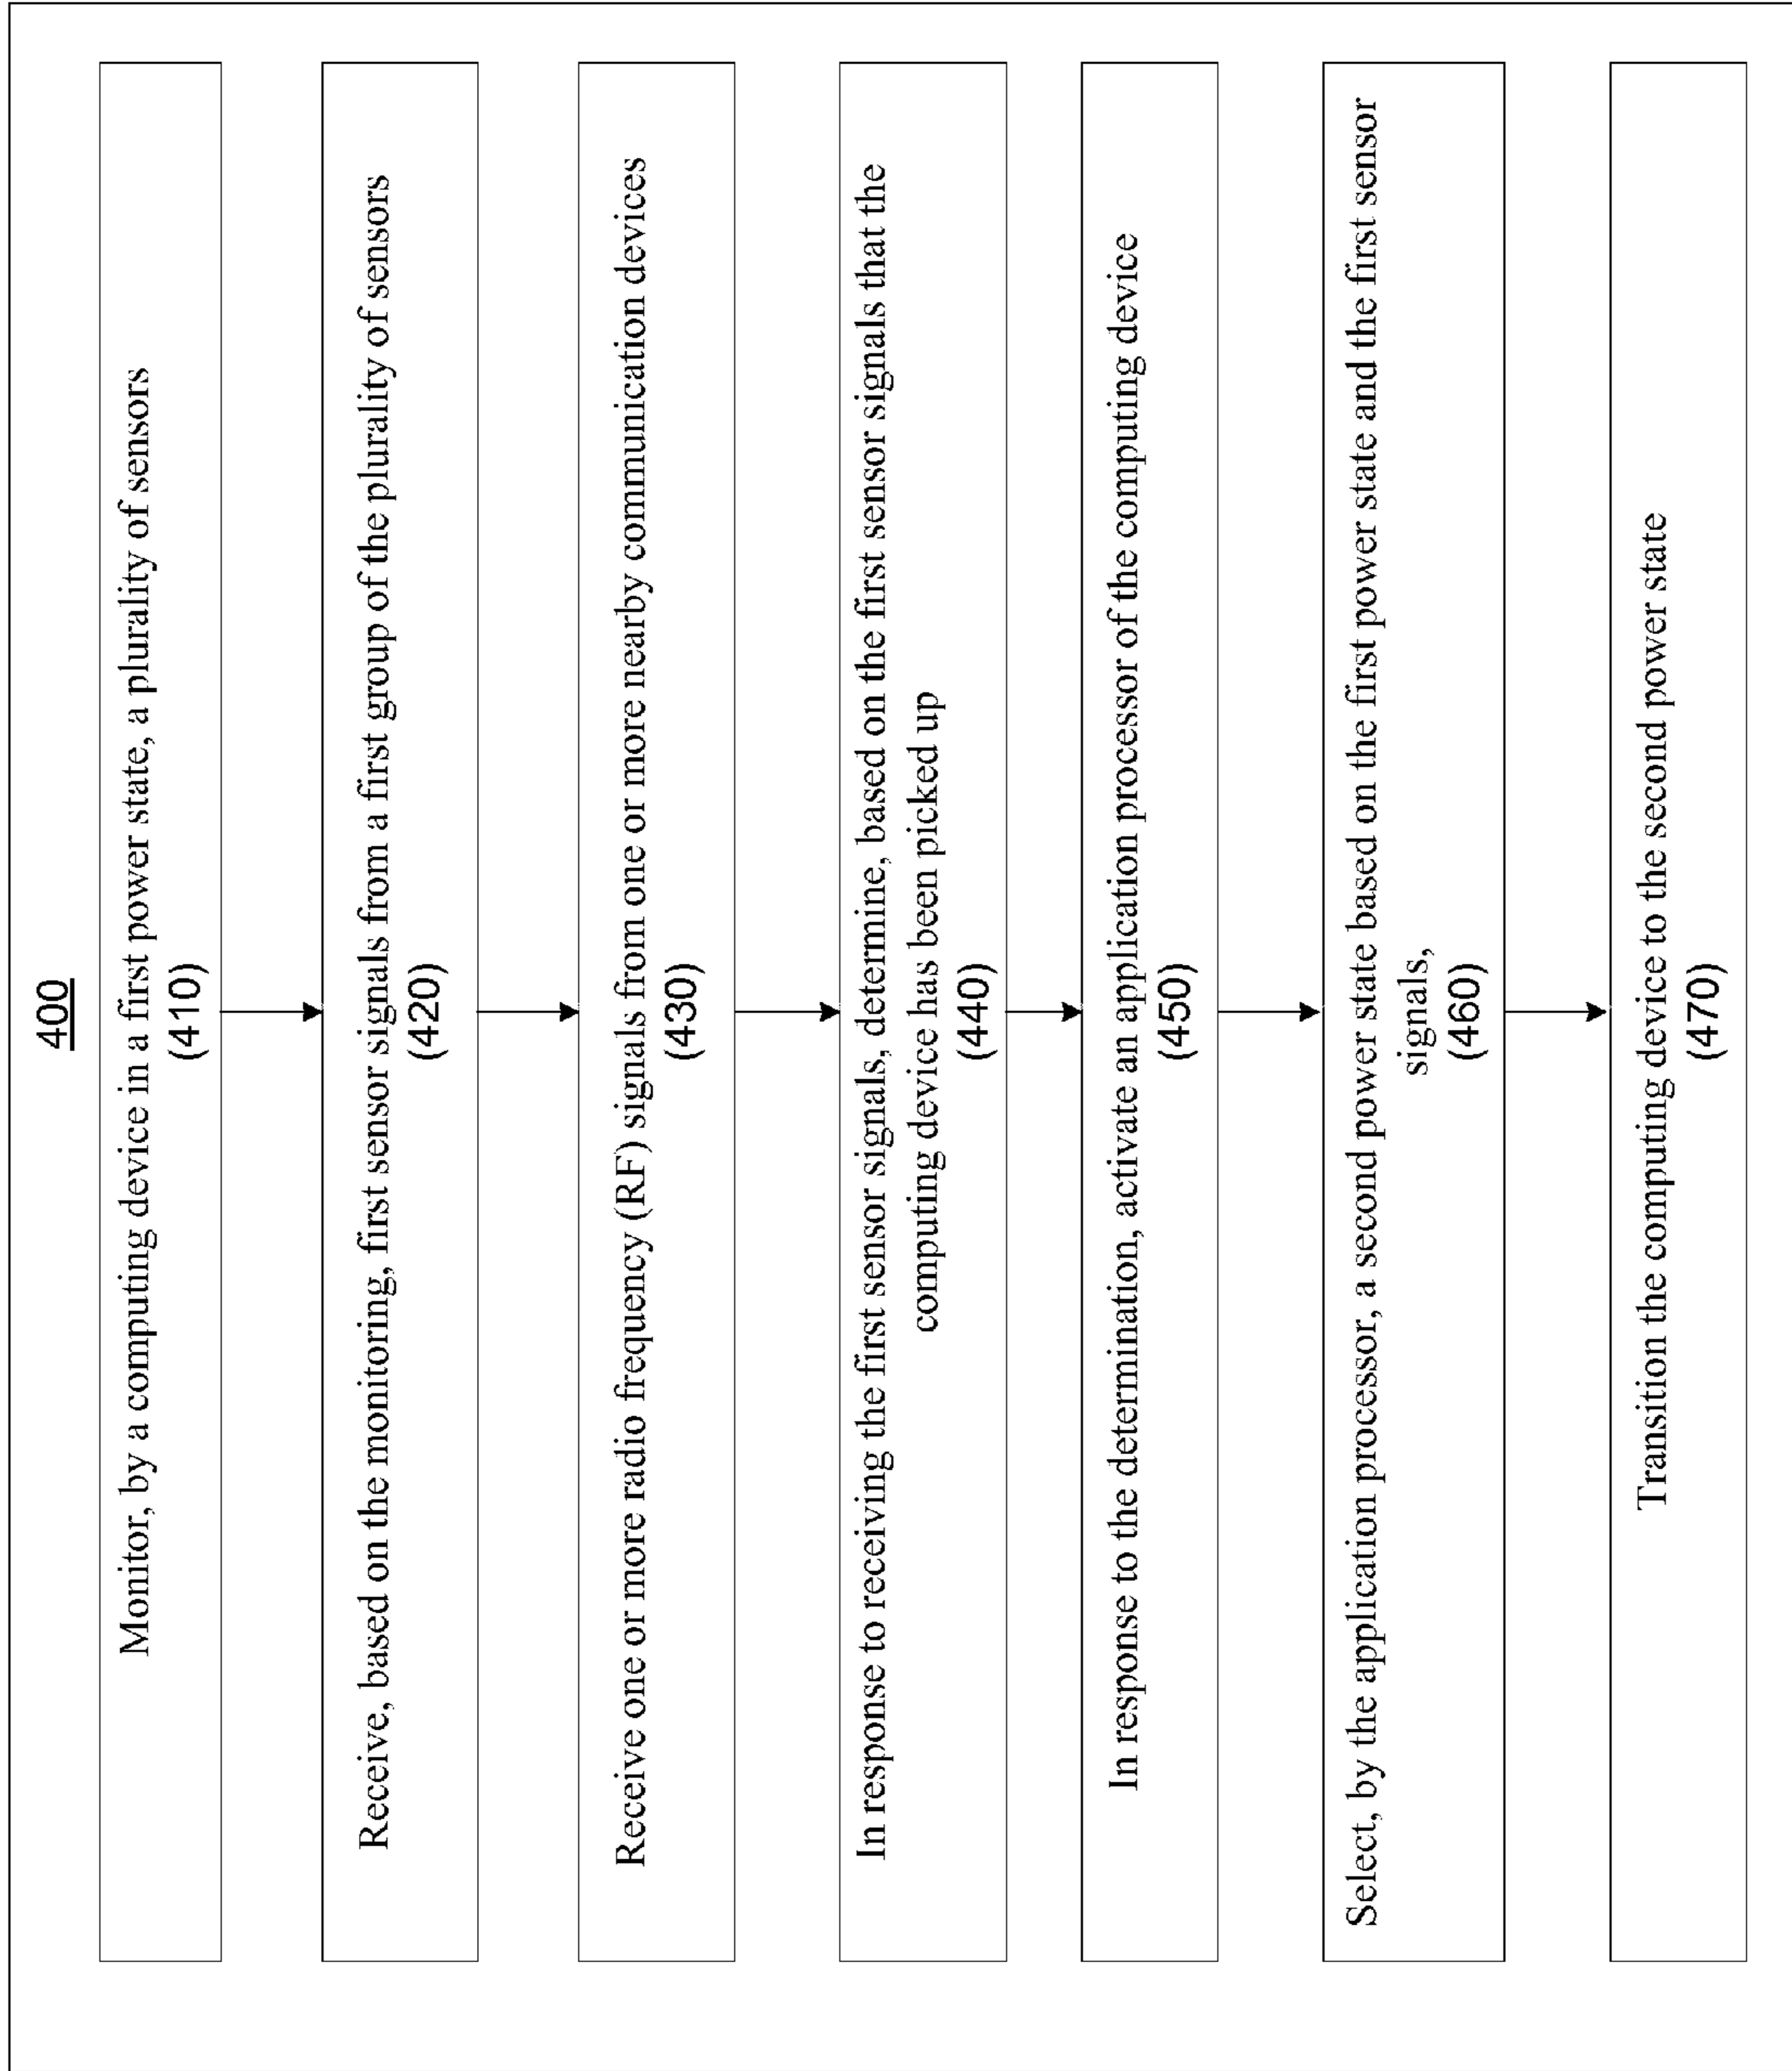 400
Monitor, by a computing device in a first power state, a plurality of sensors
(410)
Receive, based on the monitoring, first sensor signals from a first group of the plurality of sensors
(420)
Receive one or more radio frequency (RF) signals from one or more nearby communication devices
(430)
In response to receiving the first sensor signals, determine, based on the first sensor signals that the
computing device has been picked up
(440)
In response to the determination, activate an application processor of the computing device
(450)
Select, by the application processor, a second power state based on the first power state and the first sensor
signals,
(460)
Transition the computing device to the second power state
(470)